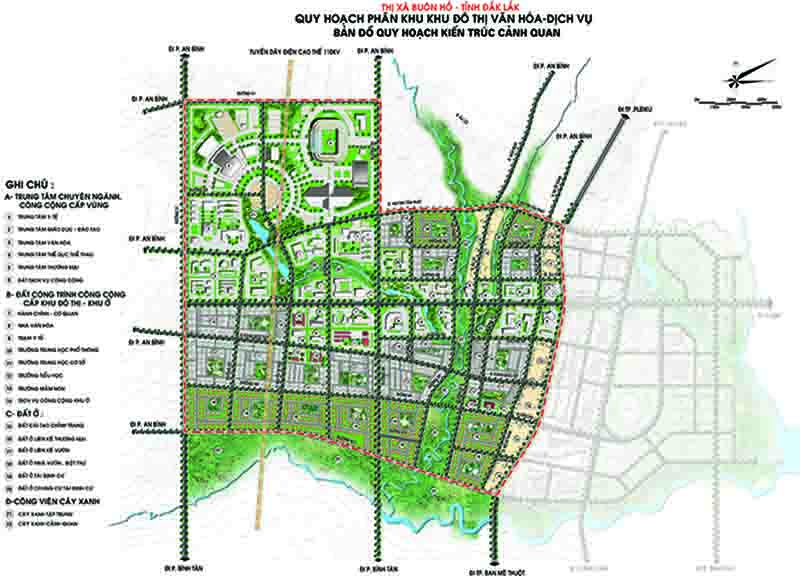 THỊ XÃ BUÔN HỒ - TỈNH ĐẮK LẮK
QUY HOẠCH PHÂN KHU KHU ĐÔ THỊ VĂN HÓA-DỊCH VỤ
BẢN ĐỒ QUY HOẠCH KIẾN TRÚC CẢNH QUAN
ĐI P. AN BÌNH
TUYẾN DÂY ĐIỆN CAO THẾ 110KV
ĐI P. AN BÌNH
ĐI P. AN BÌNH
ĐI P. AN BÌNH
ĐI TP. PLEIKU
ĐI P. AN BÌNH
GHI CHÚ :
A- TRUNG TÂM CHUYÊN NGÀNH,
CÔNG CỘNG CẤP VÙNG
TRUNG TÂM Y TẾ
TRUNG TÂM GIÁO DỤC - ĐÀO TẠO
TRUNG TÂM VĂN HÓA
TRUNG TÂM THỂ DỤC THỂ THAO
TRUNG TÂM THƯƠNG MẠI
ĐẤT DỊCH VỤ CÔNG CỘNG
ĐI P. AN BÌNH
B- ĐẤT CÔNG TRÌNH CÔNG CỘNG
CẤP KHU ĐÔ THỊ - KHU Ở
HÀNH CHÍNH - CƠ QUAN
NHÀ VĂN HÓA
TRẠM Y TẾ
TRƯỜNG TRUNG HỌC PHỔ THÔNG
TRƯỜNG TRUNG HỌC CƠ SỞ
TRƯỜNG TIỂU HỌC
TRƯỜNG MẦM NON
DỊCH VỤ CÔNG CỘNG KHU Ở
ĐI P. AN BÌNH
C- ĐẤT Ở :
ĐẤT CẢI TẠO CHỈNH TRANG
ĐẤT Ở LIÊN KẾ THƯƠNG MẠI
ĐẤT Ở LIÊN KẾ VƯỜN
ĐẤT Ở NHÀ VƯỜN , BIỆT THỰ
ĐẤT Ở TÁI ĐỊNH CƯ
ĐẤT Ở CHUNG CƯ TÁI ĐỊNH CƯ
ĐI P. AN BÌNH
D-CÔNG VIÊN CÂY XANH
CÂY XANH TẬP TRUNG
CÂY XANH CẢNH QUAN
ĐI P. BÌNH TÂN
ĐI P. BÌNH TÂN
ĐI TP. BAN MÊ THUỘT